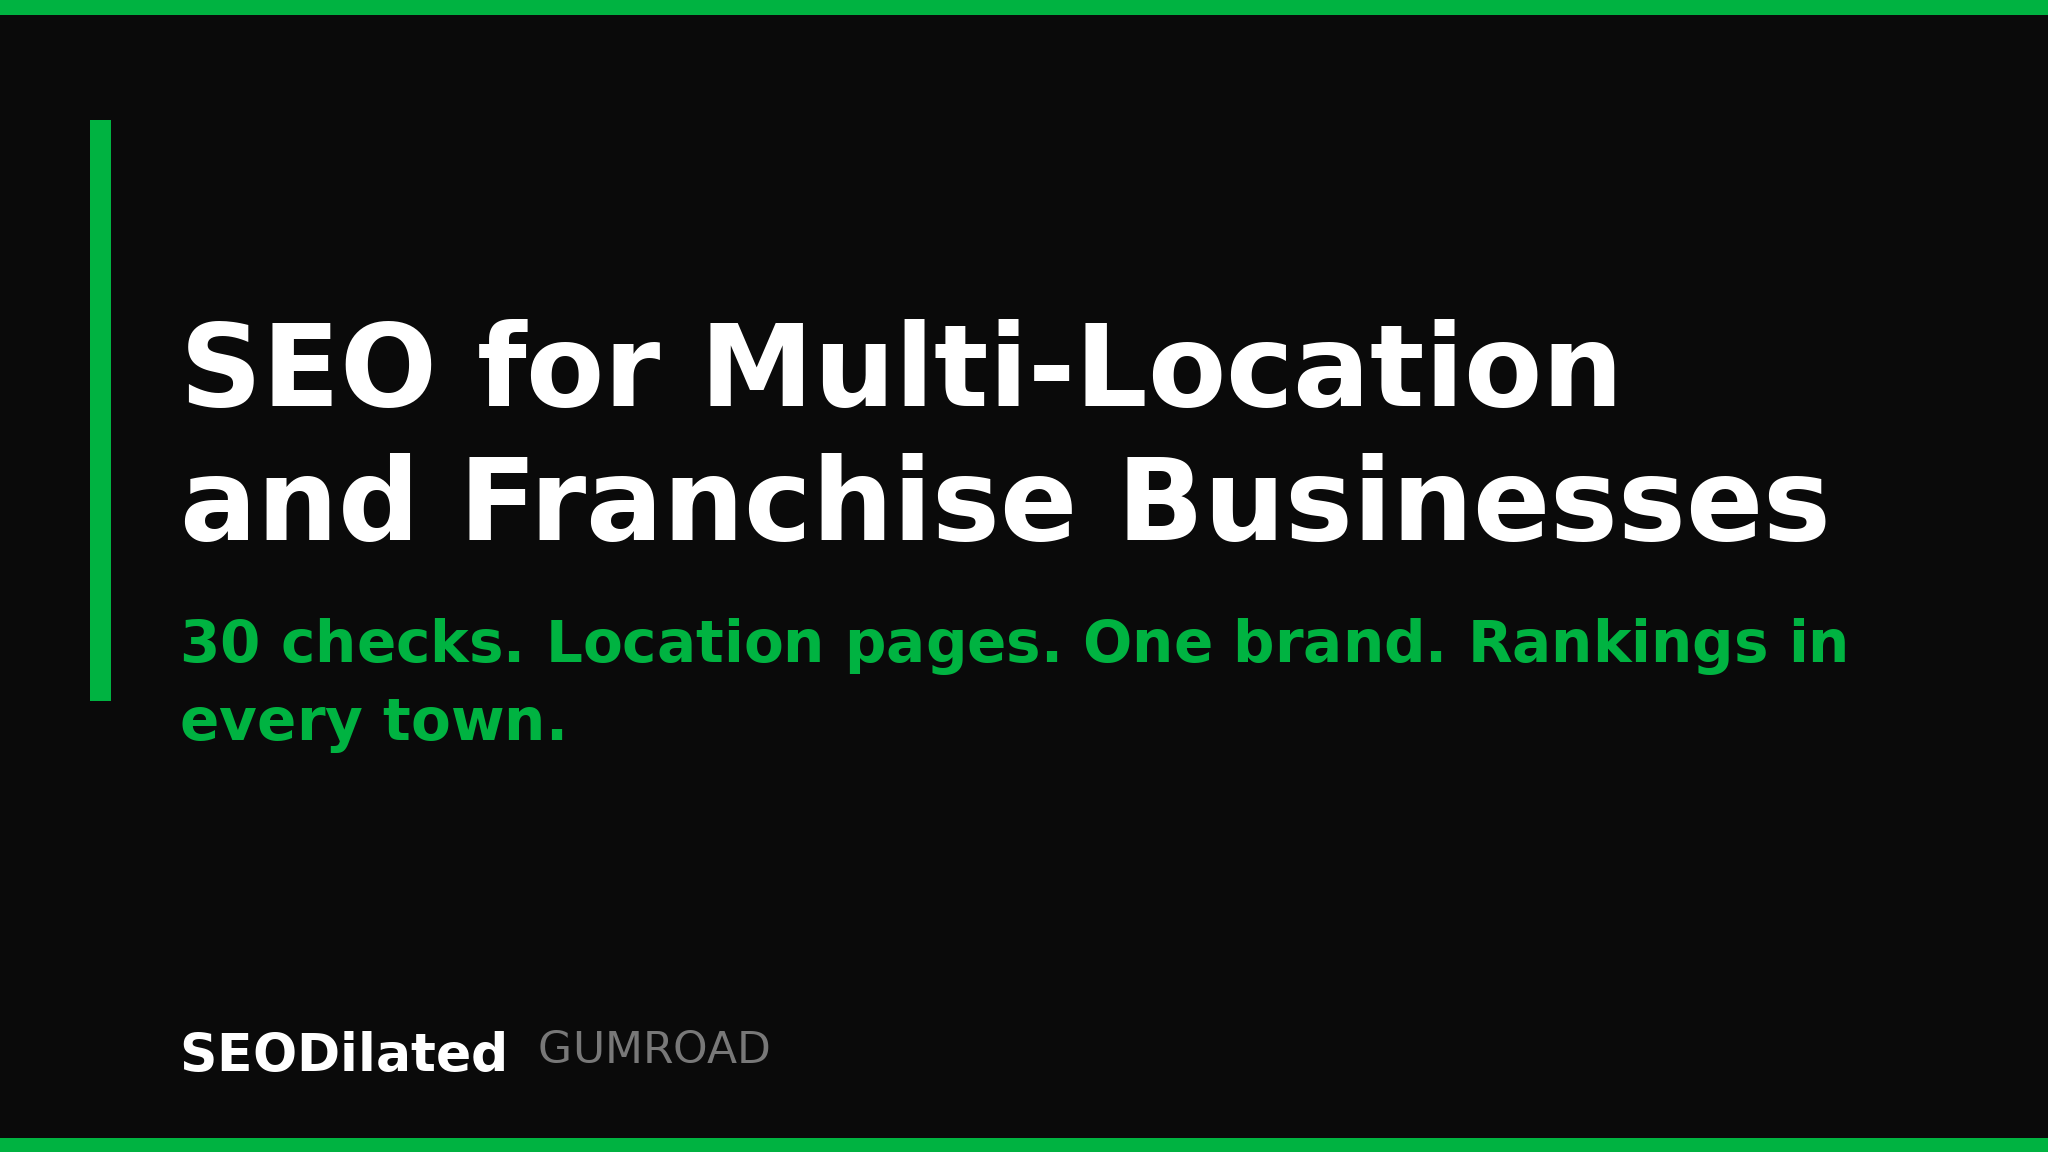 SEO for Multi-Location
and Franchise Businesses
30 checks. Location pages. One brand. Rankings in
every town.
SEODilated GUMROAD